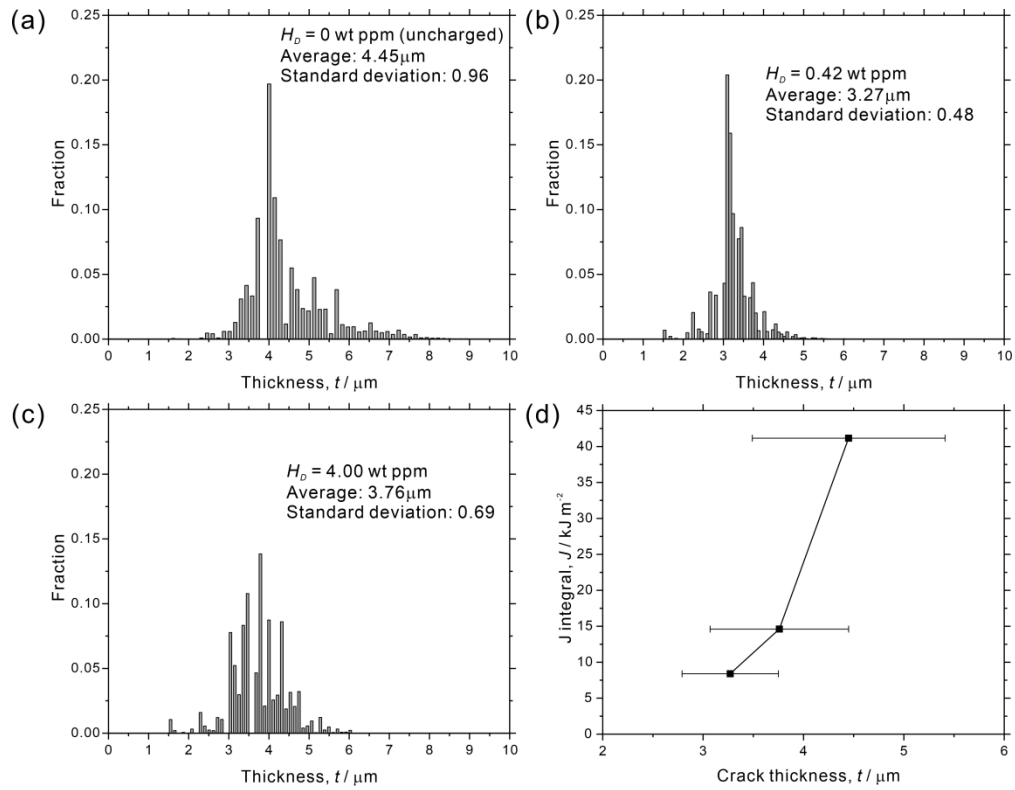 (a)
H_D = 0 wt ppm (uncharged)
Average: 4.45μm
Standard deviation: 0.96
0.25
0.20
0.15
0.10
0.05
0.00
Fraction
0 1 2 3 4 5 6 7 8 9 10
Thickness, t / μm
(b)
H_D = 0.42 wt ppm
Average: 3.27μm
Standard deviation: 0.48
0.25
0.20
0.15
0.10
0.05
0.00
Fraction
0 2 4 6 8 10
Thickness, t / μm
(c)
H_D = 4.00 wt ppm
Average: 3.76μm
Standard deviation: 0.69
0.25
0.20
0.15
0.10
0.05
0.00
Fraction
0 1 2 3 4 5 6 7 8 9 10
Thickness, t / μm
(d)
45
40
35
30
25
20
15
10
5
0
J integral, J / kJ m⁻²
2 3 4 5 6
Crack thickness, t / μm